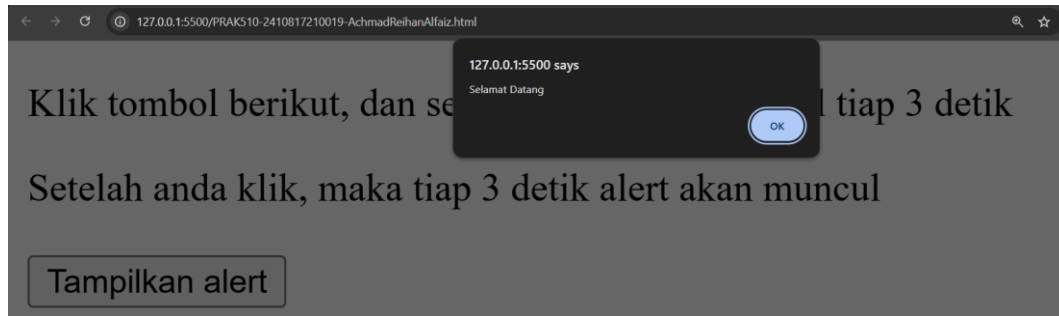 127.0.0.1:5500/PRAK510-2410817210019-AchmadReihanAlfaiz.html
127.0.0.1:5500 says
Selamat Datang
OK
Klik tombol berikut, dan se
tiap 3 detik
Setelah anda klik, maka tiap 3 detik alert akan muncul
Tampilkan alert